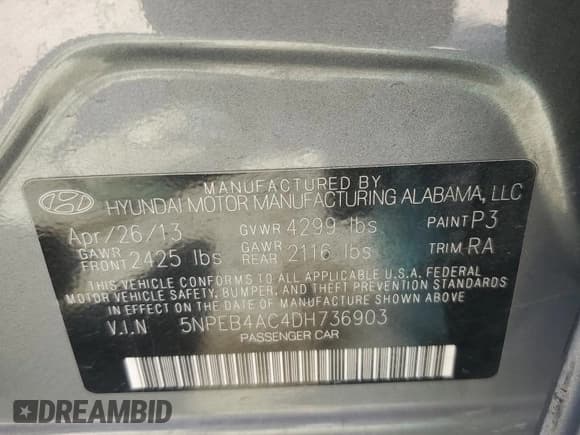 MANUFACTURED BY
HYUNDAI MOTOR MANUFACTURING ALABAMA, LLC
Apr/26/13 GVWR 4299 lbs PAINT P3
GAWR FRONT 2425 lbs GAWR REAR 2116 lbs TRIM RA
THIS VEHICLE CONFORMS TO ALL APPLICABLE U.S.A. FEDERAL
MOTOR VEHICLE SAFETY, BUMPER, AND THEFT PREVENTION STANDARDS
IN EFFECT ON THE DATE OF MANUFACTURE SHOWN ABOVE
V.I.N 5NPEB4AC4DH736903
PASSENGER CAR
DREAMBID